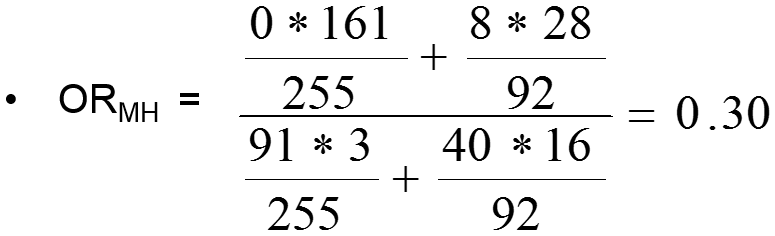 0 * 161 8 * 28
+
255 92
• OR_MH = = 0.30
91 * 3 40 * 16
+
255 92